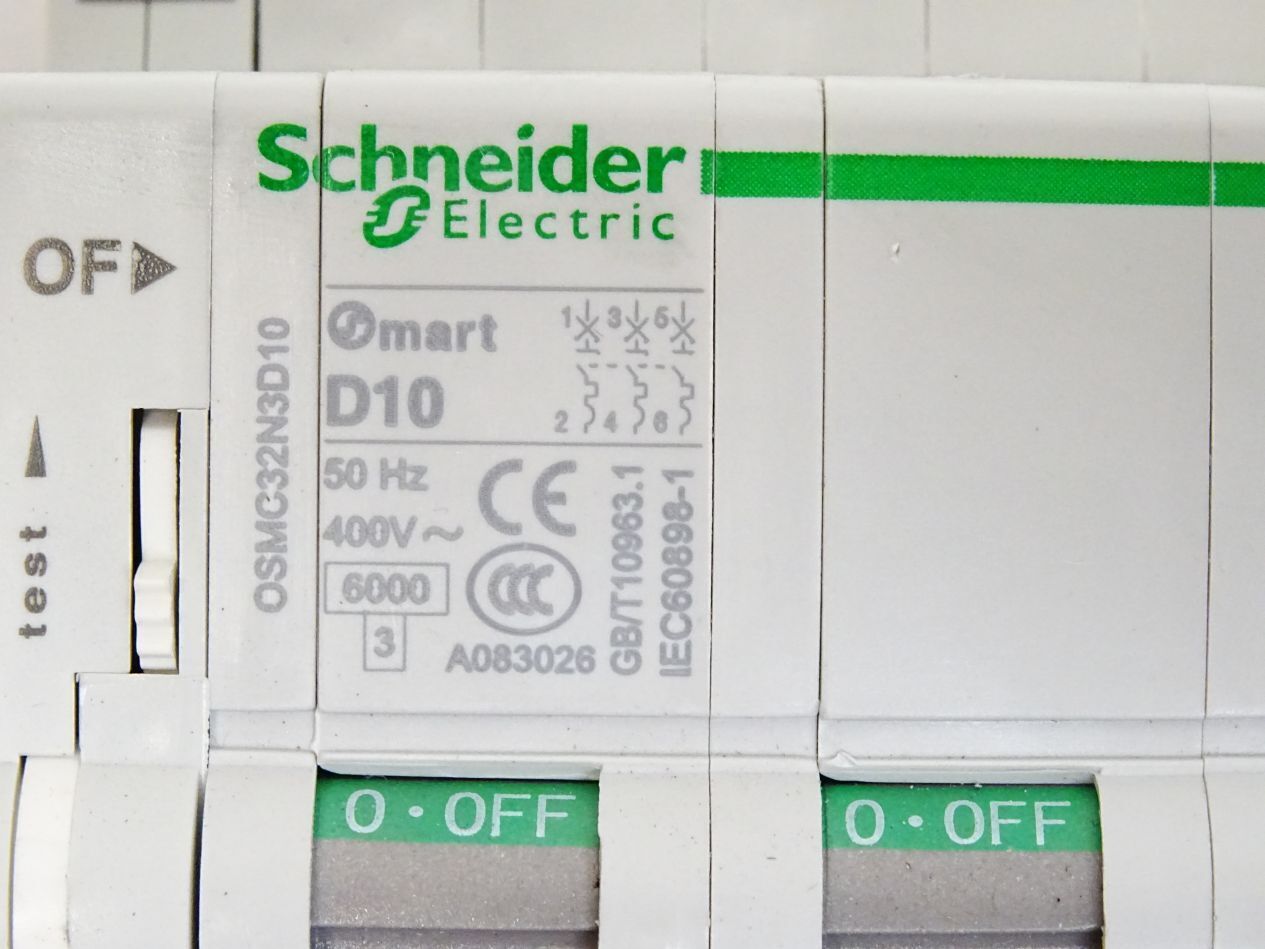 Schneider
Electric
OF
test
OSMC32N3D10
Smart
D10
1 3 5
2 4 6
50 Hz
400V~
6000
3
CE
CCC
A083026
GB/T10963.1
IEC60898-1
O · OFF
O · OFF